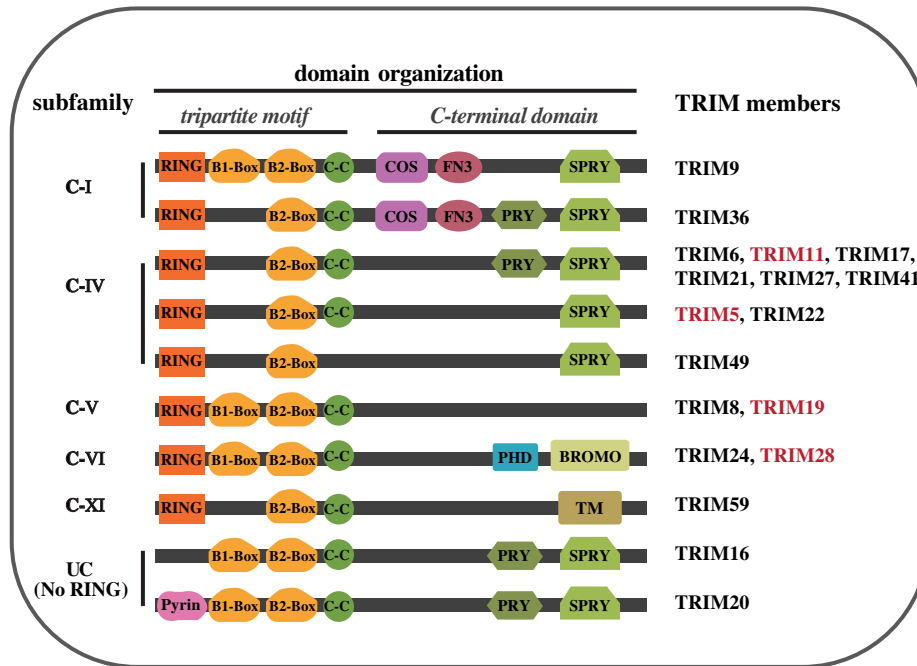 domain organization
subfamily
TRIM members
tripartite motif
C-terminal domain
C-I
RING B1-Box B2-Box C-C COS FN3 SPRY TRIM9
RING B2-Box C-C COS FN3 PRY SPRY TRIM36
C-IV
RING B2-Box C-C PRY SPRY TRIM6, TRIM11, TRIM17,
TRIM21, TRIM27, TRIM41
RING B2-Box C-C SPRY TRIM5, TRIM22
RING B2-Box SPRY TRIM49
C-V RING B1-Box B2-Box C-C TRIM8, TRIM19
C-VI RING B1-Box B2-Box C-C PHD BROMO TRIM24, TRIM28
C-XI RING B2-Box C-C TM TRIM59
UC
(No RING)
B1-Box B2-Box C-C PRY SPRY TRIM16
Pyrin B1-Box B2-Box C-C PRY SPRY TRIM20